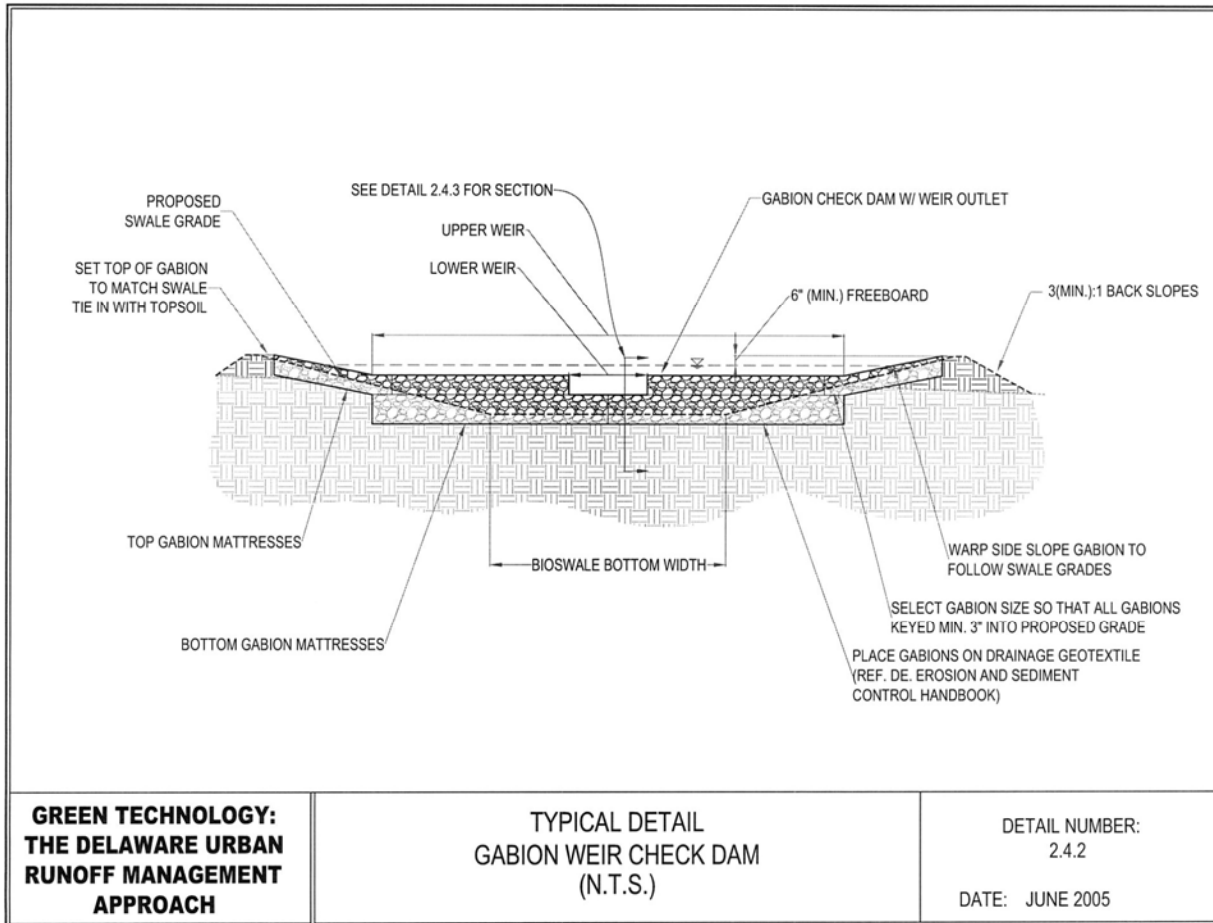 PROPOSED
SWALE GRADE
SET TOP OF GABION
TO MATCH SWALE
TIE IN WITH TOPSOIL
SEE DETAIL 2.4.3 FOR SECTION
UPPER WEIR
LOWER WEIR
GABION CHECK DAM W/ WEIR OUTLET
6" (MIN.) FREEBOARD
3(MIN.):1 BACK SLOPES
TOP GABION MATTRESSES
BIOSWALE BOTTOM WIDTH
BOTTOM GABION MATTRESSES
WARP SIDE SLOPE GABION TO
FOLLOW SWALE GRADES
SELECT GABION SIZE SO THAT ALL GABIONS
KEYED MIN. 3" INTO PROPOSED GRADE
PLACE GABIONS ON DRAINAGE GEOTEXTILE
(REF. DE. EROSION AND SEDIMENT
CONTROL HANDBOOK)
GREEN TECHNOLOGY:
THE DELAWARE URBAN
RUNOFF MANAGEMENT
APPROACH
TYPICAL DETAIL
GABION WEIR CHECK DAM
(N.T.S.)
DETAIL NUMBER:
2.4.2
DATE: JUNE 2005